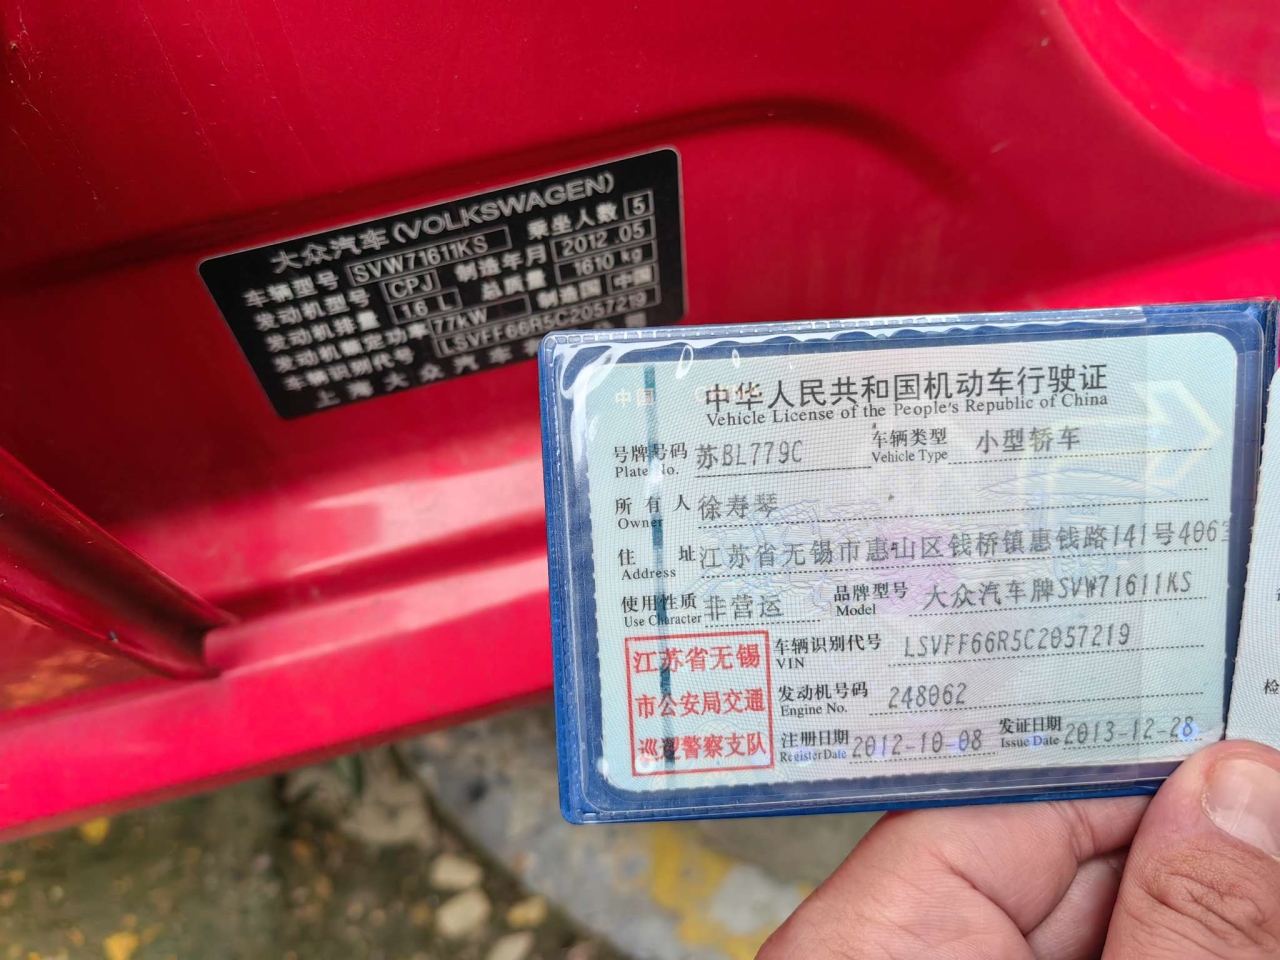 大众汽车(VOLKSWAGEN)
车辆型号 SVW71611KS 乘坐人数 5
发动机型号 CPJ 制造年月 2012.05
发动机排量 1.6 L 总质量 1610 kg
发动机额定功率 77kW 制造国 中国
车辆识别代号 LSVFF66R5C2057219
上海大众汽车
中华人民共和国机动车行驶证
Vehicle License of the People's Republic of China
号牌号码 苏BL779C 车辆类型 小型轿车
Plate No. Vehicle Type
所有人 徐寿琴
Owner
住址 江苏省无锡市惠山区钱桥镇惠钱路141号406
Address
使用性质 非营运 品牌型号 大众汽车牌SVW71611KS
Use Character Model
江苏省无锡
市公安局交通
巡逻警察支队
车辆识别代号 LSVFF66R5C2057219
VIN
发动机号码 248062
Engine No.
注册日期 2012-10-08 发证日期 2013-12-28
Register Date Issue Date
检